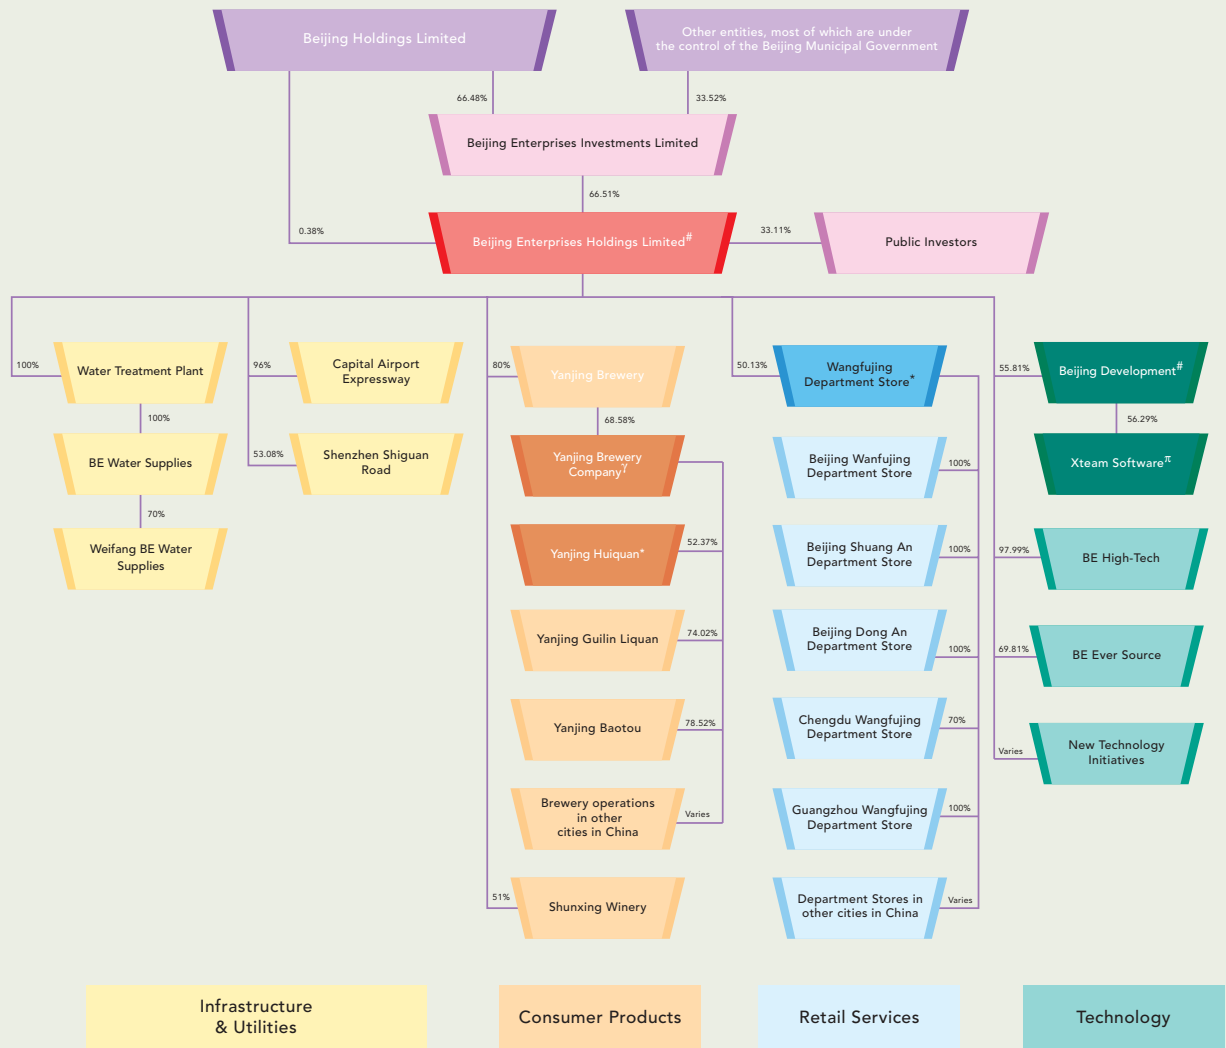 Beijing Holdings Limited
Other entities, most of which are under
the control of the Beijing Municipal Government
66.48%
33.52%
Beijing Enterprises Investments Limited
66.51%
0.38%
Beijing Enterprises Holdings Limited#
33.11%
Public Investors
100%
Water Treatment Plant
100%
BE Water Supplies
70%
Weifang BE Water
Supplies
96%
Capital Airport
Expressway
53.08%
Shenzhen Shiguan
Road
80%
Yanjing Brewery
68.58%
Yanjing Brewery
Companyγ
Yanjing Huiquan*
52.37%
Yanjing Guilin Liquan
74.02%
Yanjing Baotou
78.52%
Brewery operations
in other
cities in China
Varies
51%
Shunxing Winery
50.13%
Wangfujing
Department Store*
Beijing Wanfujing
Department Store
100%
Beijing Shuang An
Department Store
100%
Beijing Dong An
Department Store
100%
Chengdu Wangfujing
Department Store
70%
Guangzhou Wangfujing
Department Store
100%
Department Stores in
other cities in China
Varies
55.81%
Beijing Development#
56.29%
Xteam Softwareπ
97.99%
BE High-Tech
69.81%
BE Ever Source
Varies
New Technology
Initiatives
Infrastructure
& Utilities
Consumer Products
Retail Services
Technology